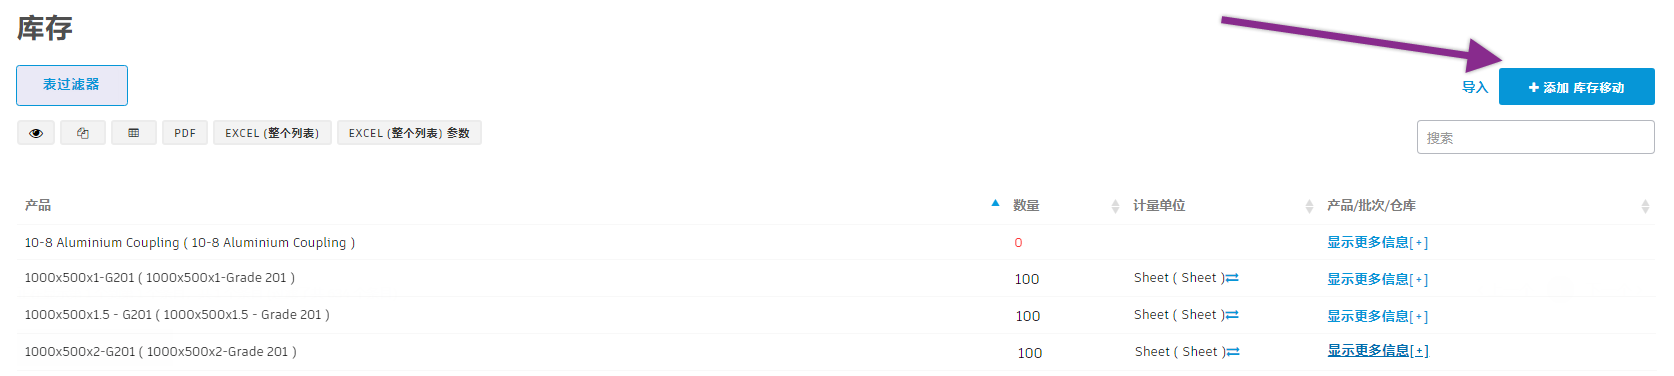 库存
表过滤器
导入 添加 库存移动
PDF EXCEL (整个列表) EXCEL (整个列表) 参数
搜索
产品 数量 计量单位 产品/批次/仓库
10-8 Aluminium Coupling ( 10-8 Aluminium Coupling ) 0 显示更多信息[+]
1000x500x1-G201 ( 1000x500x1-Grade 201 ) 100 Sheet ( Sheet ) 显示更多信息[+]
1000x500x1.5 - G201 ( 1000x500x1.5 - Grade 201 ) 100 Sheet ( Sheet ) 显示更多信息[+]
1000x500x2-G201 ( 1000x500x2-Grade 201 ) 100 Sheet ( Sheet ) 显示更多信息[+]